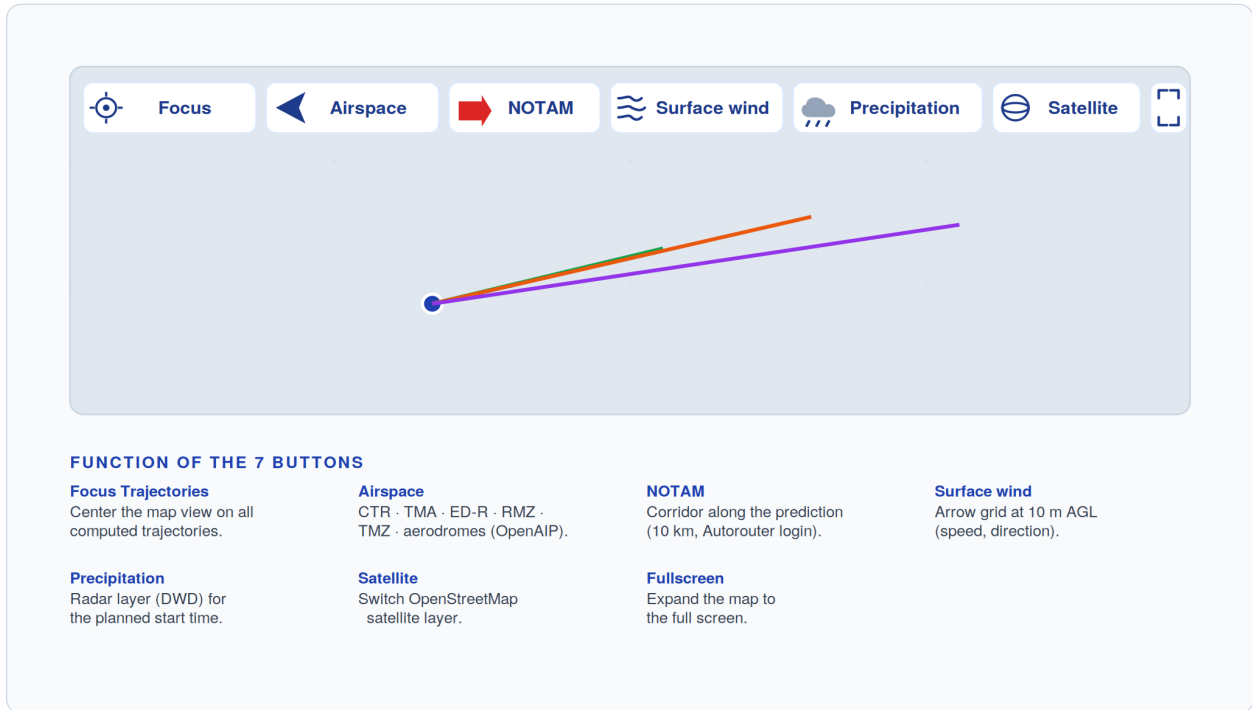 Focus
Airspace
NOTAM
Surface wind
Precipitation
Satellite
FUNCTION OF THE 7 BUTTONS
Focus Trajectories
Center the map view on all
computed trajectories.
Airspace
CTR · TMA · ED-R · RMZ ·
TMZ · aerodromes (OpenAIP).
NOTAM
Corridor along the prediction
(10 km, Autorouter login).
Surface wind
Arrow grid at 10 m AGL
(speed, direction).
Precipitation
Radar layer (DWD) for
the planned start time.
Satellite
Switch OpenStreetMap
satellite layer.
Fullscreen
Expand the map to
the full screen.